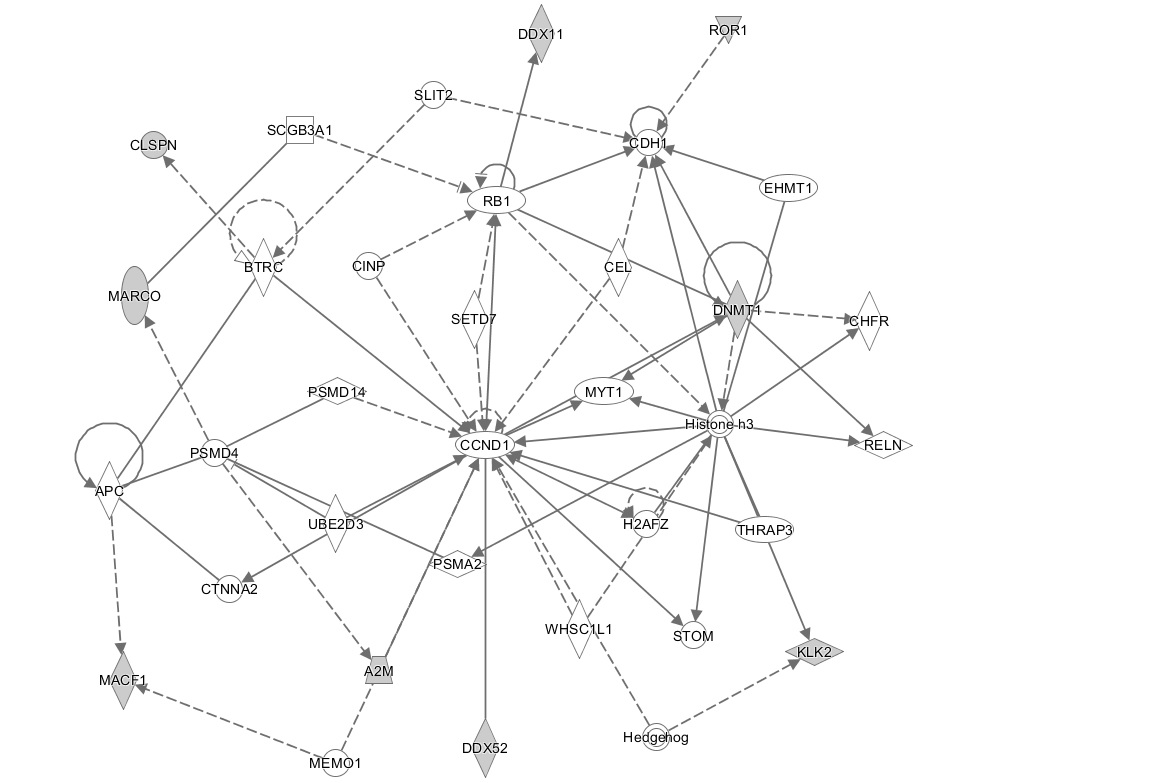 DDX11
ROR1
SLIT2
SCGB3A1
CLSPN
CDH1
EHMT1
RB1
BTRC
CINP
CEL
MARCO
DNMT1
SETD7
CHFR
PSMD14
MYT1
Histone h3
CCND1
RELN
PSMD4
APC
UBE2D3
H2AFZ
THRAP3
PSMA2
CTNNA2
WHSC1L1
STOM
KLK2
A2M
MACF1
Hedgehog
DDX52
MEMO1